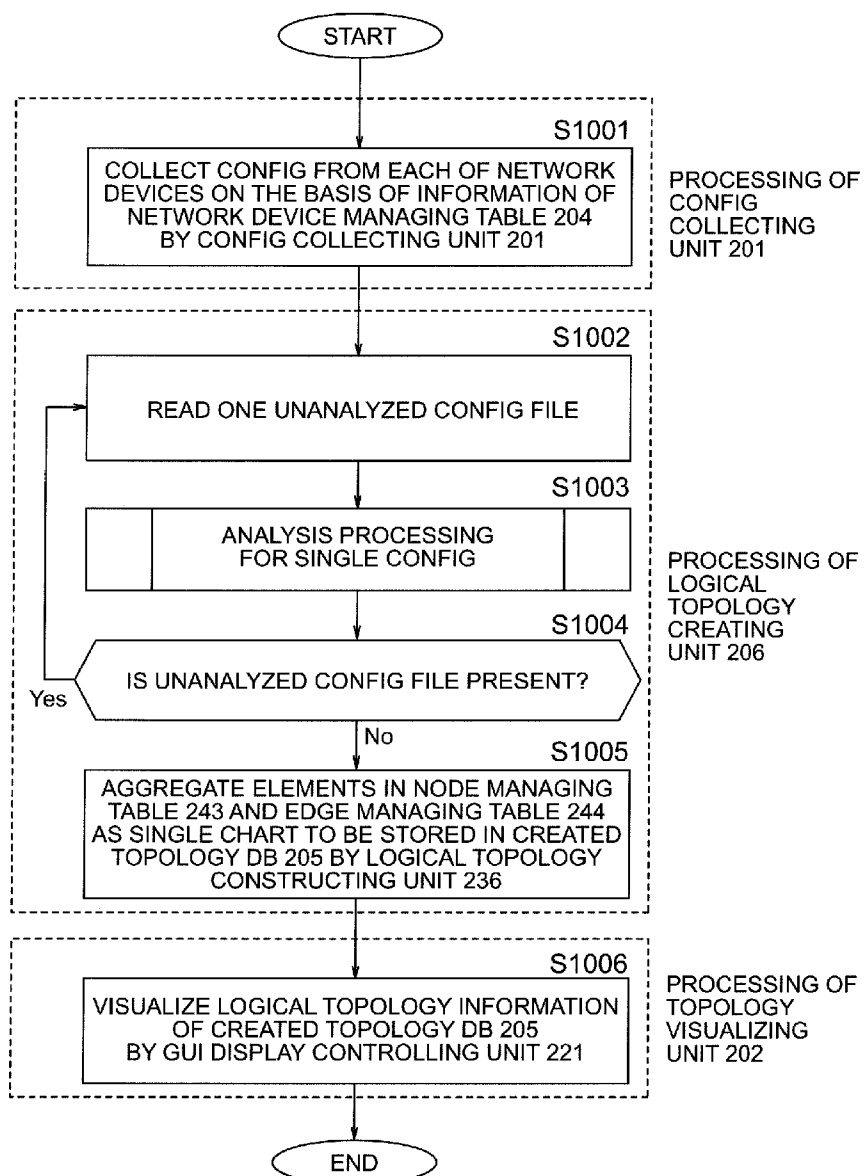 START
S1001
COLLECT CONFIG FROM EACH OF NETWORK
DEVICES ON THE BASIS OF INFORMATION OF
NETWORK DEVICE MANAGING TABLE 204
BY CONFIG COLLECTING UNIT 201
PROCESSING OF
CONFIG
COLLECTING
UNIT 201
S1002
READ ONE UNANALYZED CONFIG FILE
S1003
ANALYSIS PROCESSING
FOR SINGLE CONFIG
PROCESSING OF
LOGICAL
TOPOLOGY
CREATING
UNIT 206
S1004
IS UNANALYZED CONFIG FILE PRESENT?
Yes
No
S1005
AGGREGATE ELEMENTS IN NODE MANAGING
TABLE 243 AND EDGE MANAGING TABLE 244
AS SINGLE CHART TO BE STORED IN CREATED
TOPOLOGY DB 205 BY LOGICAL TOPOLOGY
CONSTRUCTING UNIT 236
S1006
VISUALIZE LOGICAL TOPOLOGY INFORMATION
OF CREATED TOPOLOGY DB 205
BY GUI DISPLAY CONTROLLING UNIT 221
PROCESSING OF
TOPOLOGY
VISUALIZING
UNIT 202
END